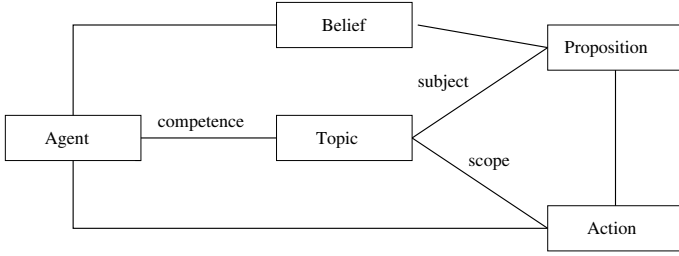 Belief
Proposition
subject
competence
Agent
Topic
scope
Action